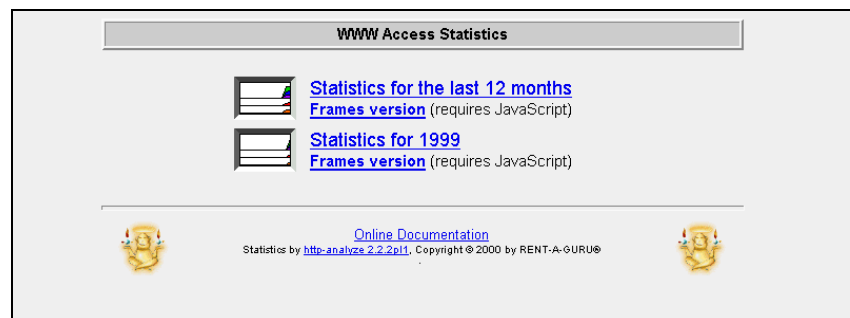 WWW Access Statistics
Statistics for the last 12 months
Frames version (requires JavaScript)
Statistics for 1999
Frames version (requires JavaScript)
Online Documentation
Statistics by http-analyze 2.2.2pl1, Copyright © 2000 by RENT-A-GURU®
.